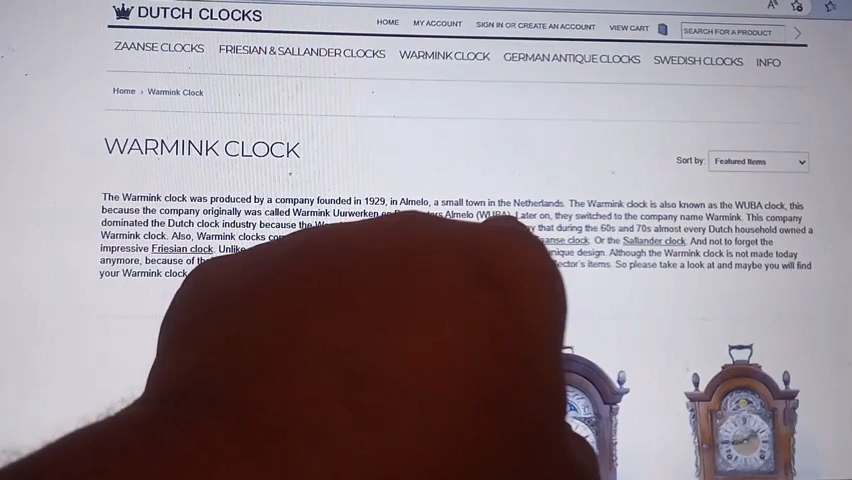 DUTCH CLOCKS
HOME MY ACCOUNT SIGN IN OR CREATE AN ACCOUNT VIEW CART SEARCH FOR A PRODUCT
ZAANSE CLOCKS FRIESIAN & SALLANDER CLOCKS WARMINK CLOCK GERMAN ANTIQUE CLOCKS SWEDISH CLOCKS INFO
Home › Warmink Clock
WARMINK CLOCK
Sort by: Featured Items
The Warmink clock was produced by a company founded in 1929, in Almelo, a small town in the Netherlands. The Warmink clock is also known as the WUBA clock, this
because the company originally was called Warmink Uurwerken Almelo (WUBA). Later on, they switched to the company name Warmink. This company
dominated the Dutch clock industry because the that during the 60s and 70s almost every Dutch household owned a
Warmink clock. Also, Warmink clocks clock. Or the Sallander clock. And not to forget the
impressive Friesian clock. Unlike design. Although the Warmink clock is not made today
anymore, because of items. So please take a look at and maybe you will find
your Warmink clock